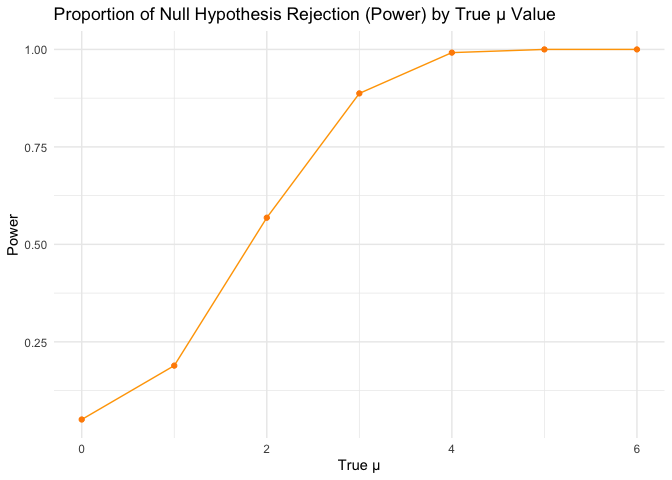 Proportion of Null Hypothesis Rejection (Power) by True μ Value
1.00
0.75
0.50
0.25
Power
0 2 4 6
True μ